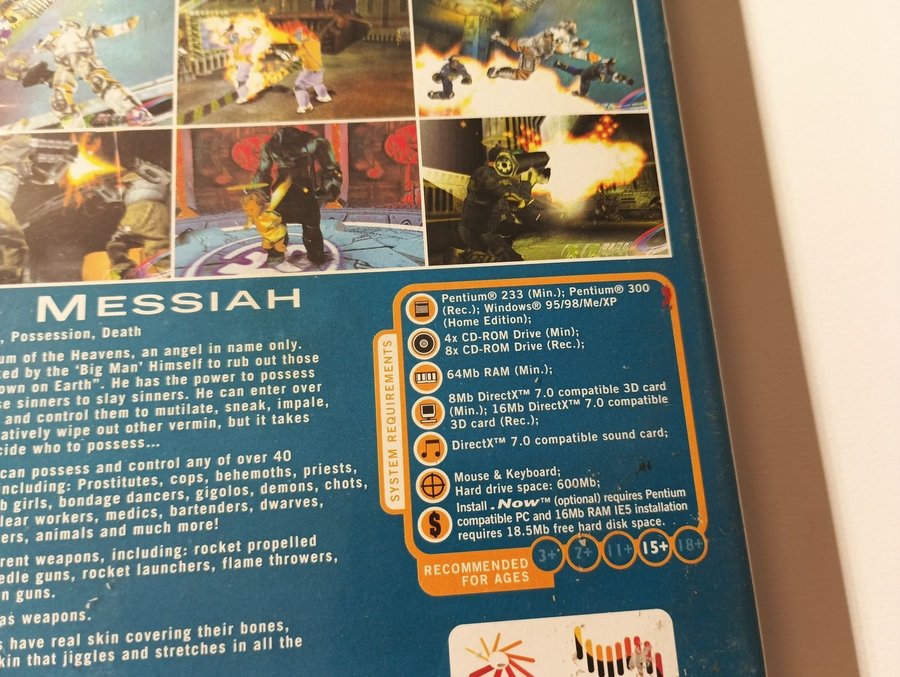 MESSIAH
, Possession, Death
um of the Heavens, an angel in name only.
ked by the 'Big Man' Himself to rub out those
own on Earth". He has the power to possess
se sinners to slay sinners. He can enter over
and control them to mutilate, sneak, impale,
atively wipe out other vermin, but it takes
cide who to possess...
can possess and control any of over 40
including: Prostitutes, cops, behemoths, priests,
b girls, bondage dancers, gigolos, demons, chots,
lear workers, medics, bartenders, dwarves,
ers, animals and much more!
rent weapons, including: rocket propelled
edle guns, rocket launchers, flame throwers,
n guns.
as weapons.
s have real skin covering their bones,
kin that jiggles and stretches in all the
SYSTEM REQUIREMENTS
Pentium® 233 (Min.); Pentium® 300
(Rec.); Windows® 95/98/Me/XP
(Home Edition);
4x CD-ROM Drive (Min);
8x CD-ROM Drive (Rec.);
64Mb RAM (Min.);
8Mb DirectX™ 7.0 compatible 3D card
(Min.); 16Mb DirectX™ 7.0 compatible
3D card (Rec.);
DirectX™ 7.0 compatible sound card;
Mouse & Keyboard;
Hard drive space: 600Mb;
$
Install .Now™ (optional) requires Pentium
compatible PC and 16Mb RAM IE5 installation
requires 18.5Mb free hard disk space.
RECOMMENDED
FOR AGES
3+ 7+ 11+ 15+ 18+